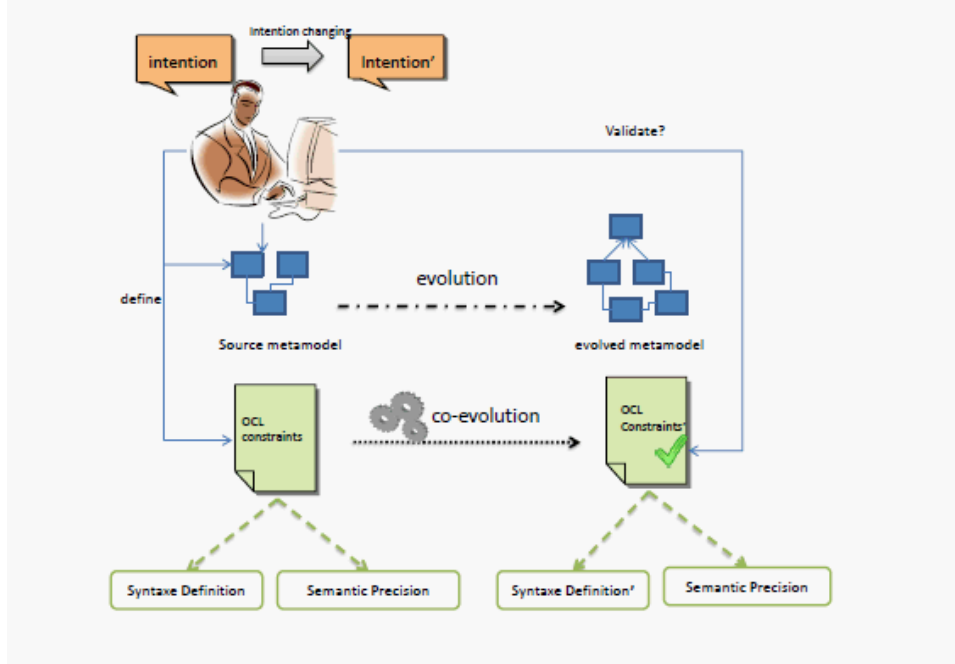 Intention changing
intention
Intention’
Validate?
define
evolution
Source metamodel
evolved metamodel
OCL
constraints
co-evolution
OCL
Constraints’
Syntaxe Definition
Semantic Precision
Syntaxe Definition’
Semantic Precision